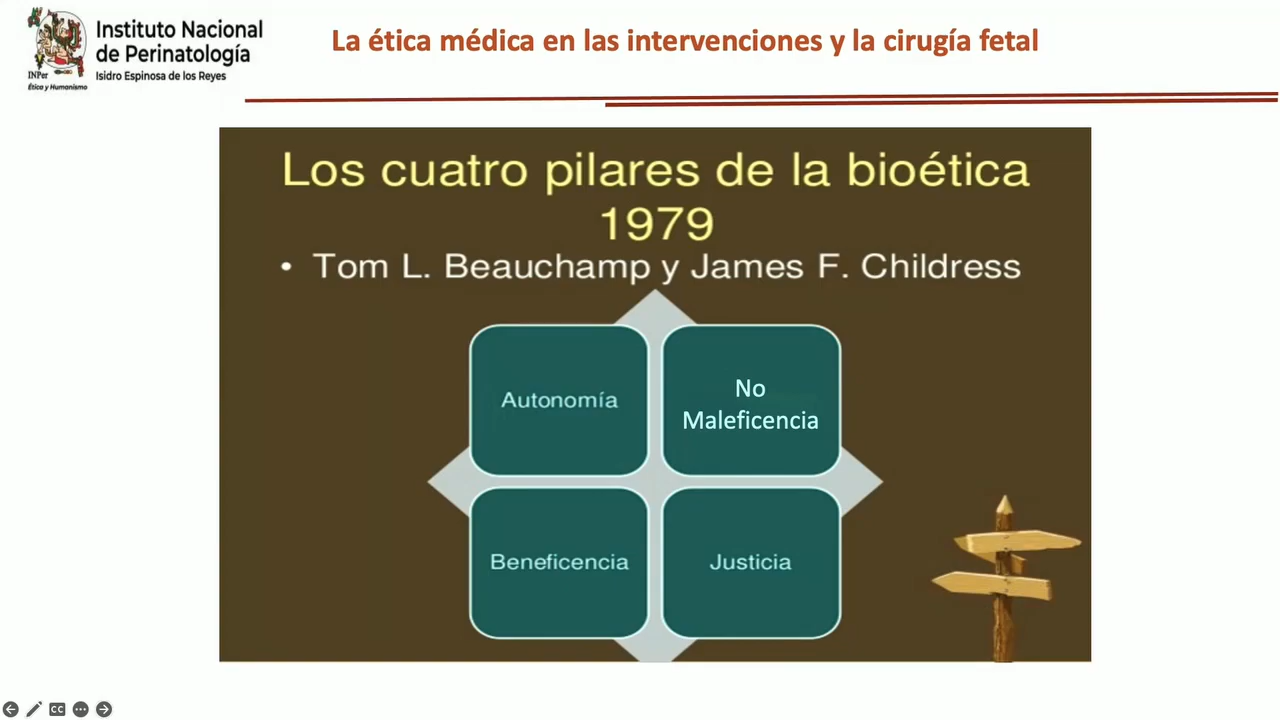 Instituto Nacional
de Perinatología
Isidro Espinosa de los Reyes
INPer
Ética y Humanismo
La ética médica en las intervenciones y la cirugía fetal
Los cuatro pilares de la bioética
1979
• Tom L. Beauchamp y James F. Childress
Autonomía
No
Maleficencia
Beneficencia
Justicia
CC